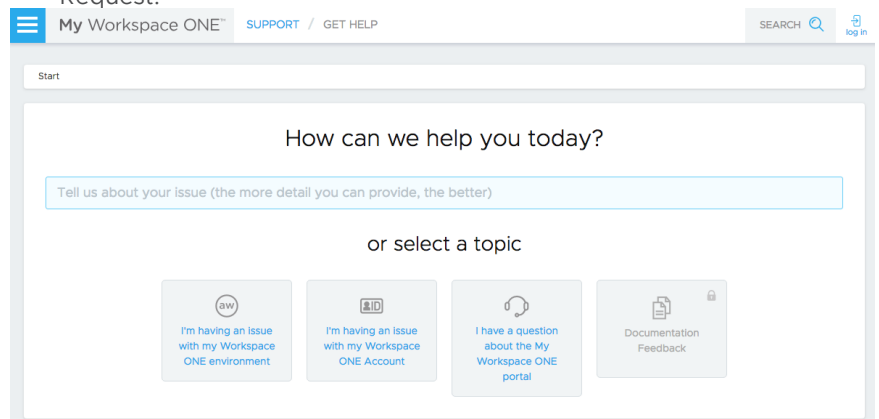 Request.
My Workspace ONE™ SUPPORT / GET HELP SEARCH log in
Start
How can we help you today?
Tell us about your issue (the more detail you can provide, the better)
or select a topic
aw
ID
I'm having an issue
with my Workspace
ONE environment
I'm having an issue
with my Workspace
ONE Account
I have a question
about the My
Workspace ONE
portal
Documentation
Feedback